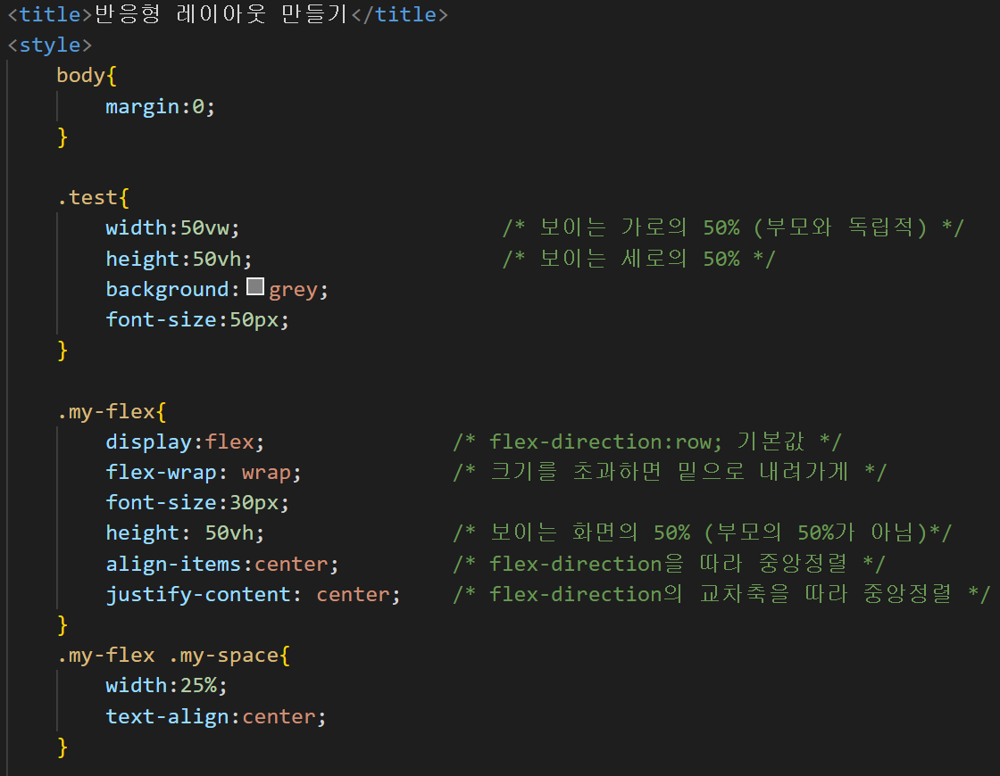 <title>반응형 레이아웃 만들기</title>
<style>
body{
margin:0;
}
.test{
width:50vw; /* 보이는 가로의 50% (부모와 독립적) */
height:50vh; /* 보이는 세로의 50% */
background:grey;
font-size:50px;
}
.my-flex{
display:flex; /* flex-direction:row; 기본값 */
flex-wrap: wrap; /* 크기를 초과하면 밑으로 내려가게 */
font-size:30px;
height: 50vh; /* 보이는 화면의 50% (부모의 50%가 아님)*/
align-items:center; /* flex-direction을 따라 중앙정렬 */
justify-content: center; /* flex-direction의 교차축을 따라 중앙정렬 */
}
.my-flex .my-space{
width:25%;
text-align:center;
}